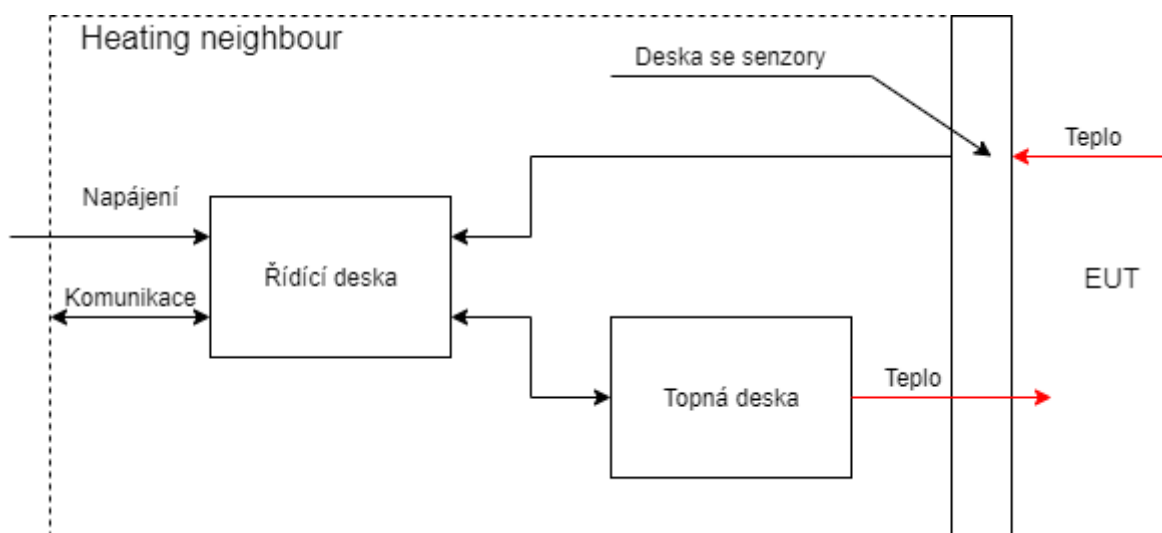 Heating neighbour
Deska se senzory
Teplo
Napájení
Řídící deska
EUT
Komunikace
Teplo
Topná deska